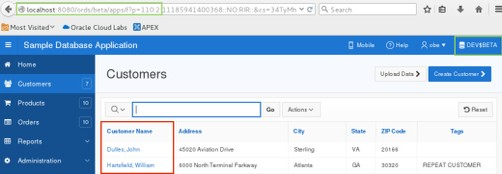 localhost:8080/ords/beta/apps/f?p=110:2:11185941400368::NO:RIR::&cs=34TyMh
Search
Most Visited Oracle Cloud Labs APEX
Sample Database Application
Mobile Help obe DEV$BETA
Home
Customers 7
Products 10
Orders 10
Reports
Administration
Customers
Upload Data
Create Customer
Go
Actions
Reset
Customer Name Address City State ZIP Code Tags
Dulles, John 45020 Aviation Drive Sterling VA 20166
Hartsfield, William 6000 North Terminal Parkway Atlanta GA 30320 REPEAT CUSTOMER